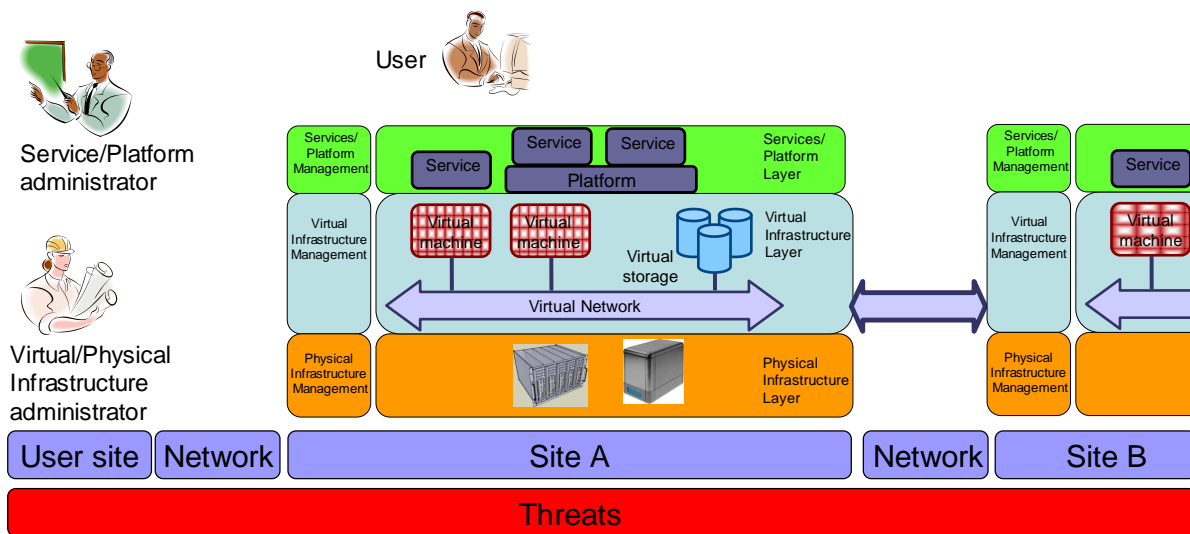 User
Service/Platform
administrator
Virtual/Physical
Infrastructure
administrator
Services/
Platform
Management
Service
Service
Service
Platform
Services/
Platform
Layer
Virtual
Infrastructure
Management
Virtual
machine
Virtual
machine
Virtual
storage
Virtual
Infrastructure
Layer
Virtual Network
Physical
Infrastructure
Management
Physical
Infrastructure
Layer
Services/
Platform
Management
Service
Virtual
Infrastructure
Management
Virtual
machine
Physical
Infrastructure
Management
User site
Network
Site A
Network
Site B
Threats